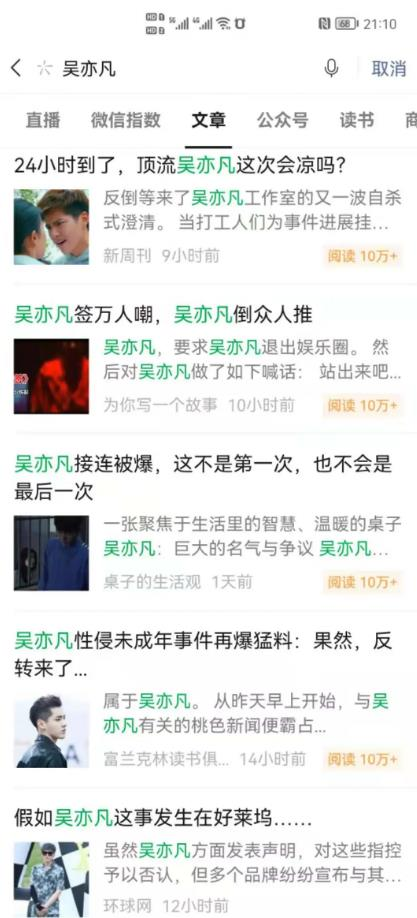 21:10
吴亦凡
取消
直播 微信指数 文章 公众号 读书
24小时到了，顶流吴亦凡这次会凉吗？
反倒等来了吴亦凡工作室的又一波自杀
式澄清。 当打工人们为事件进展挂...
新周刊 9小时前 阅读 10万+
吴亦凡签万人嘲，吴亦凡倒众人推
吴亦凡，要求吴亦凡退出娱乐圈。 然
后对吴亦凡做了如下喊话： 站出来吧...
为你写一个故事 10小时前 阅读 10万+
吴亦凡接连被爆，这不是第一次，也不会是
最后一次
一张聚焦于生活里的智慧、温暖的桌子
吴亦凡：巨大的名气与争议 吴亦凡...
桌子的生活观 1天前 阅读 10万+
吴亦凡性侵未成年事件再爆猛料：果然，反
转来了...
属于吴亦凡。 从昨天早上开始，与吴
亦凡有关的桃色新闻便霸占...
富兰克林读书俱... 14小时前 阅读 10万+
假如吴亦凡这事发生在好莱坞……
虽然吴亦凡方面发表声明，对这些指控
予以否认，但多个品牌纷纷宣布与其...
环球网 12小时前